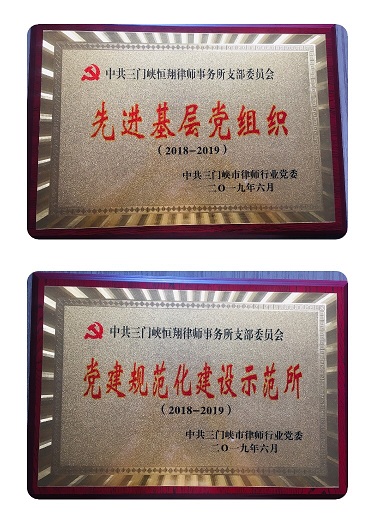 中共三门峡恒翔律师事务所支部委员会
先进基层党组织
(2018-2019)
中共三门峡市律师行业党委
二〇一九年六月
中共三门峡恒翔律师事务所支部委员会
党建规范化建设示范所
(2018-2019)
中共三门峡市律师行业党委
二〇一九年六月